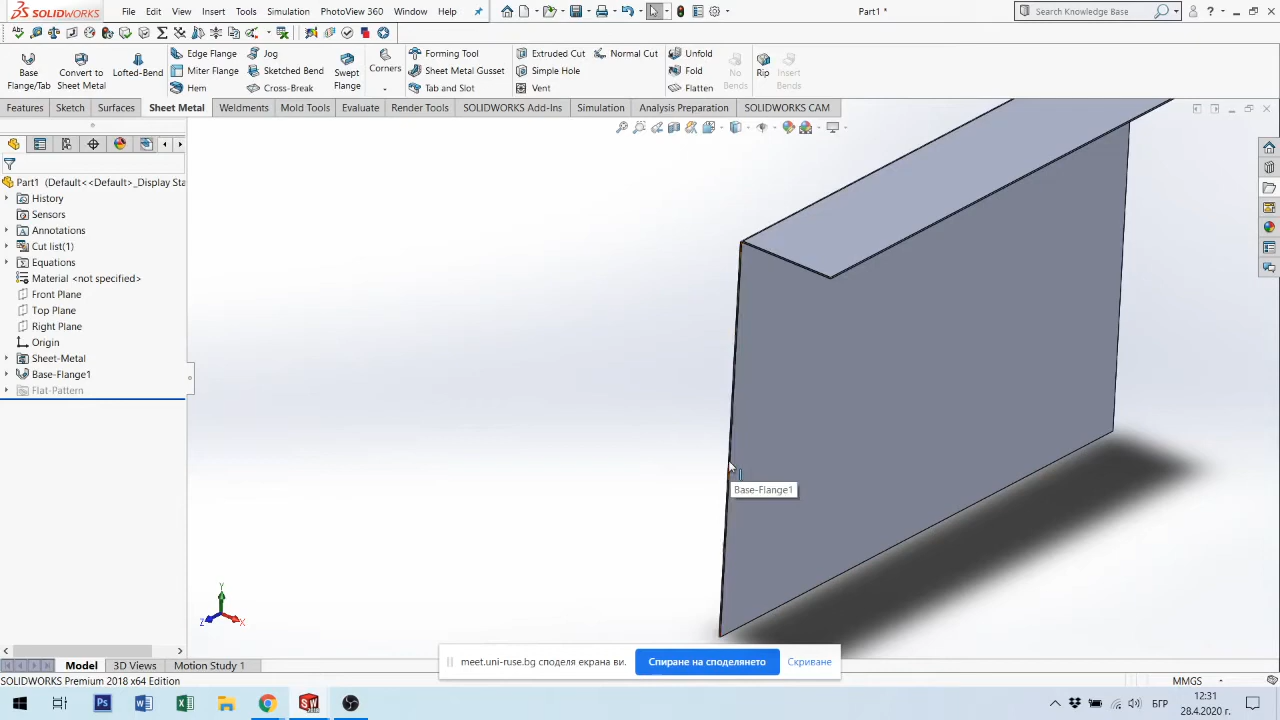 SOLIDWORKS
File Edit View Insert Tools Simulation PhotoView 360 Window Help
Part1 *
Search Knowledge Base
Base
Flange/Tab
Convert to
Sheet Metal
Lofted-Bend
Edge Flange
Miter Flange
Hem
Jog
Sketched Bend
Cross-Break
Swept
Flange
Corners
Forming Tool
Sheet Metal Gusset
Tab and Slot
Extruded Cut
Simple Hole
Vent
Normal Cut
Unfold
Fold
Flatten
No
Bends
Rip
Insert
Bends
Features Sketch Surfaces Sheet Metal Weldments Mold Tools Evaluate Render Tools SOLIDWORKS Add-Ins Simulation Analysis Preparation SOLIDWORKS CAM
Part1 (Default<<Default>_Display Sta
History
Sensors
Annotations
Cut list(1)
Equations
Material <not specified>
Front Plane
Top Plane
Right Plane
Origin
Sheet-Metal
Base-Flange1
Flat-Pattern
Base-Flange1
Y
Z
X
meet.uni-ruse.bg споделя екрана ви.
Спиране на споделянето
Скриване
Model 3D Views Motion Study 1
SOLIDWORKS Premium 2018 x64 Edition
MMGS
БГР
12:31
28.4.2020 г.